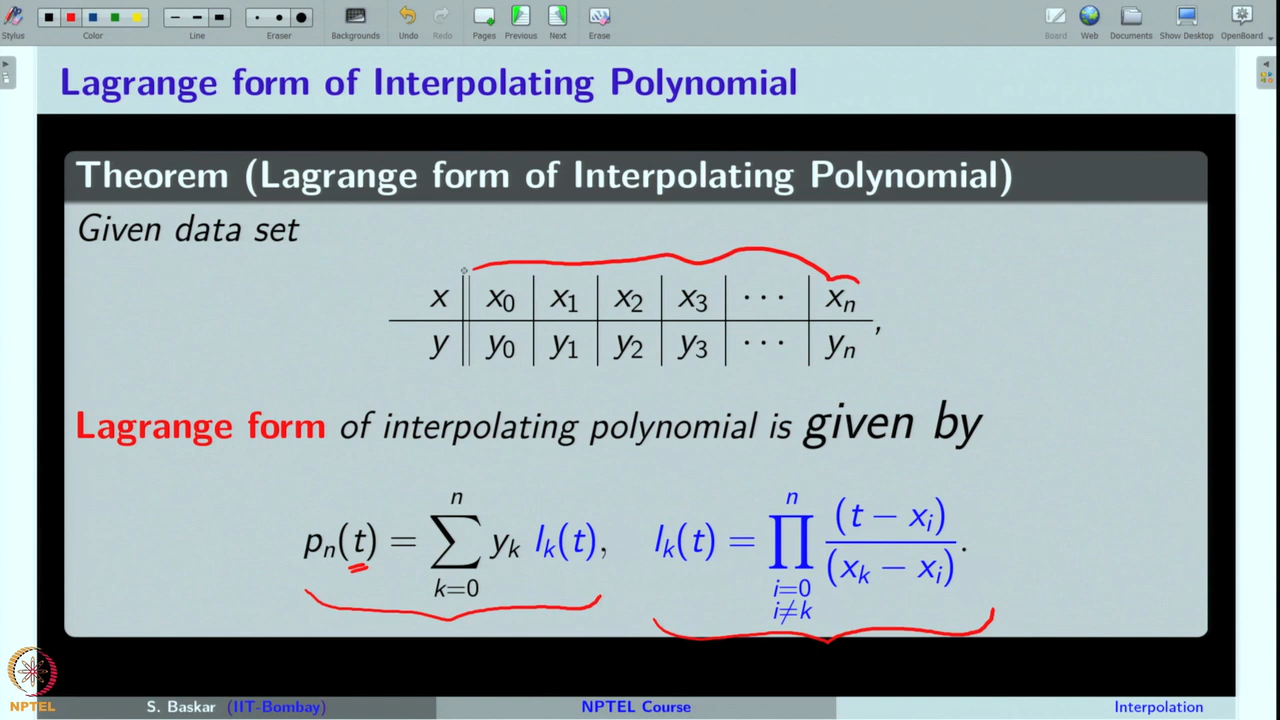 Stylus Color Line Eraser Backgrounds Undo Redo Pages Previous Next Erase Board Web Documents Show Desktop OpenBoard
Lagrange form of Interpolating Polynomial
Theorem (Lagrange form of Interpolating Polynomial)
Given data set
x x₀ x₁ x₂ x₃ ··· xₙ
y y₀ y₁ y₂ y₃ ··· yₙ ,
Lagrange form of interpolating polynomial is given by
pₙ(t) = ∑_{k=0}^{n} yₖ lₖ(t), lₖ(t) = ∏_{i=0, i≠k}^{n} (t − xᵢ)/(xₖ − xᵢ).
NPTEL S. Baskar (IIT-Bombay) NPTEL Course Interpolation